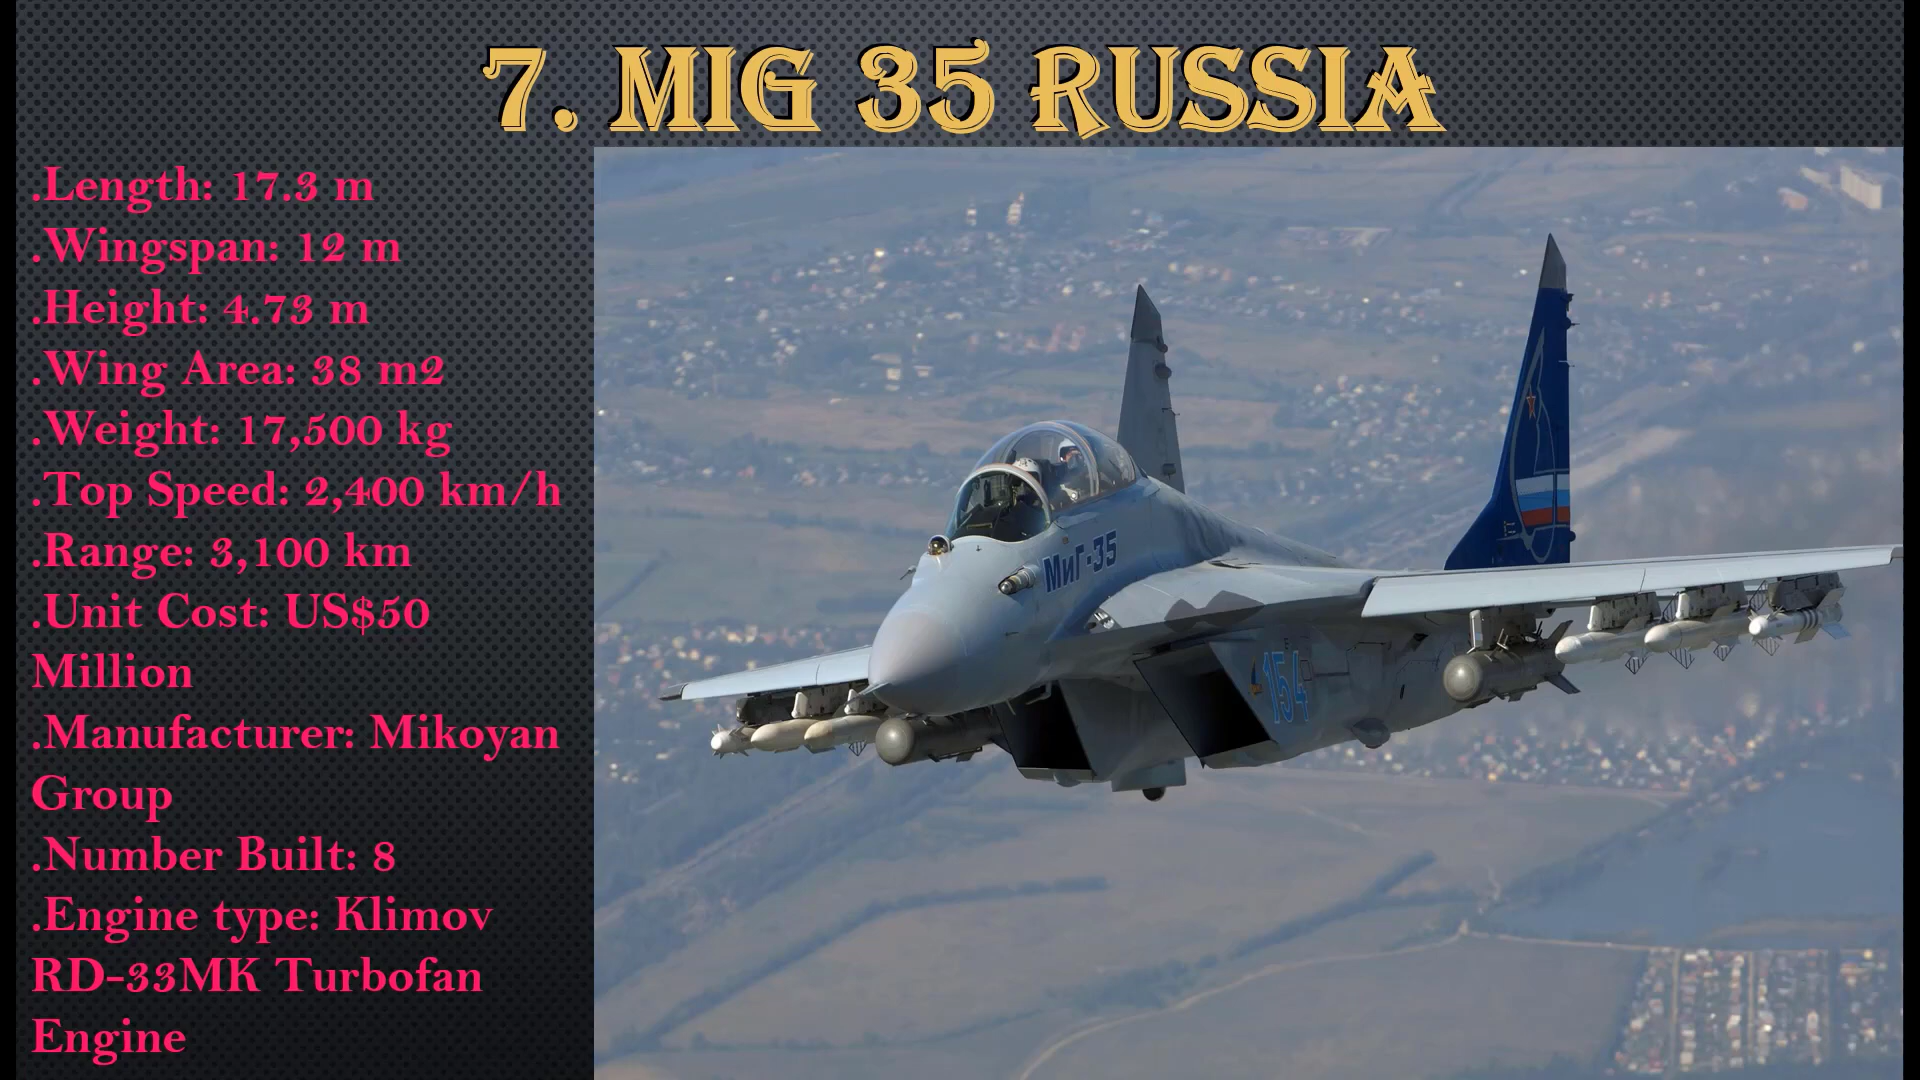 7. MIG 35 RUSSIA
.Length: 17.3 m
.Wingspan: 12 m
.Height: 4.73 m
.Wing Area: 38 m2
.Weight: 17,500 kg
.Top Speed: 2,400 km/h
.Range: 3,100 km
.Unit Cost: US$50
Million
.Manufacturer: Mikoyan
Group
.Number Built: 8
.Engine type: Klimov
RD-33MK Turbofan
Engine
МиГ-35
154